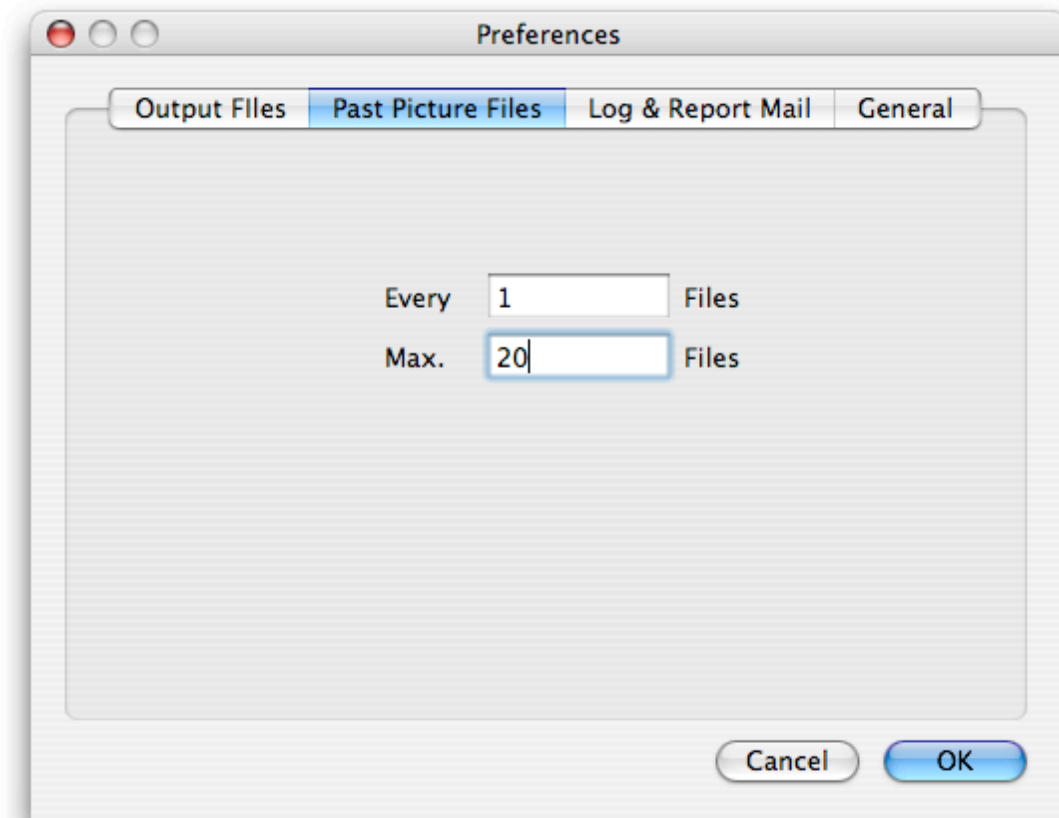 Preferences
Output FIles Past Picture Files Log & Report Mail General
Every 1 Files
Max. 20 Files
Cancel OK